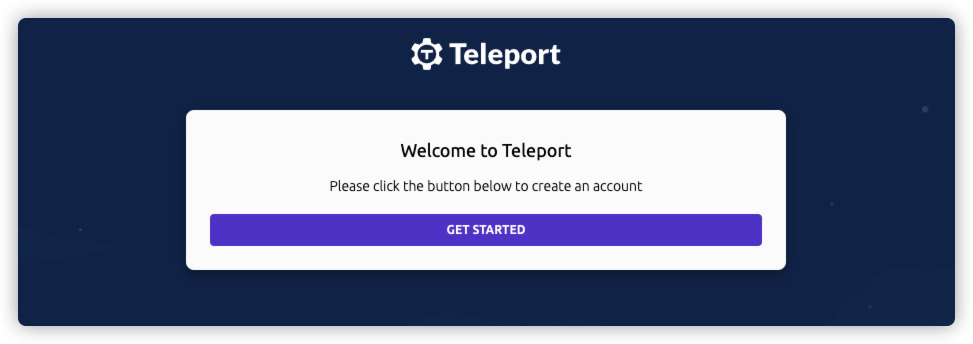 Teleport
Welcome to Teleport
Please click the button below to create an account
GET STARTED